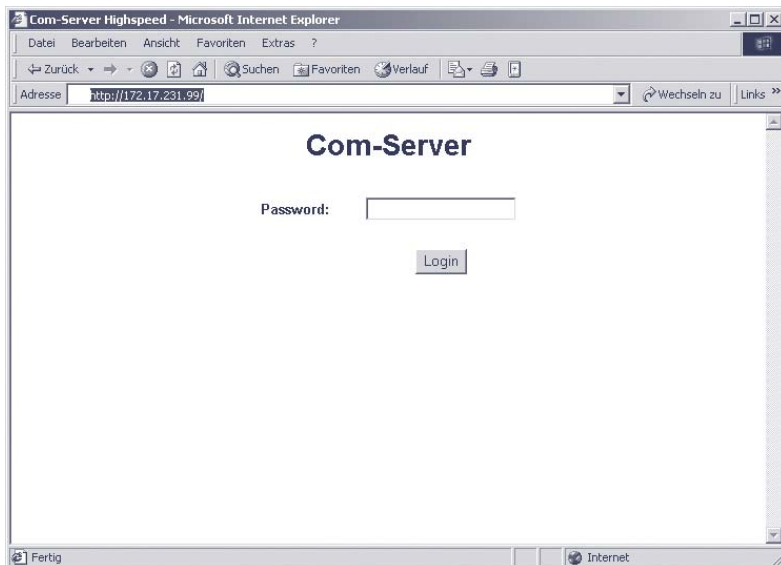 Com-Server Highspeed - Microsoft Internet Explorer
Datei Bearbeiten Ansicht Favoriten Extras ?
Zurück Suchen Favoriten Verlauf
Adresse http://172.17.231.99/ Wechseln zu Links »
Com-Server
Password:
Login
Fertig Internet